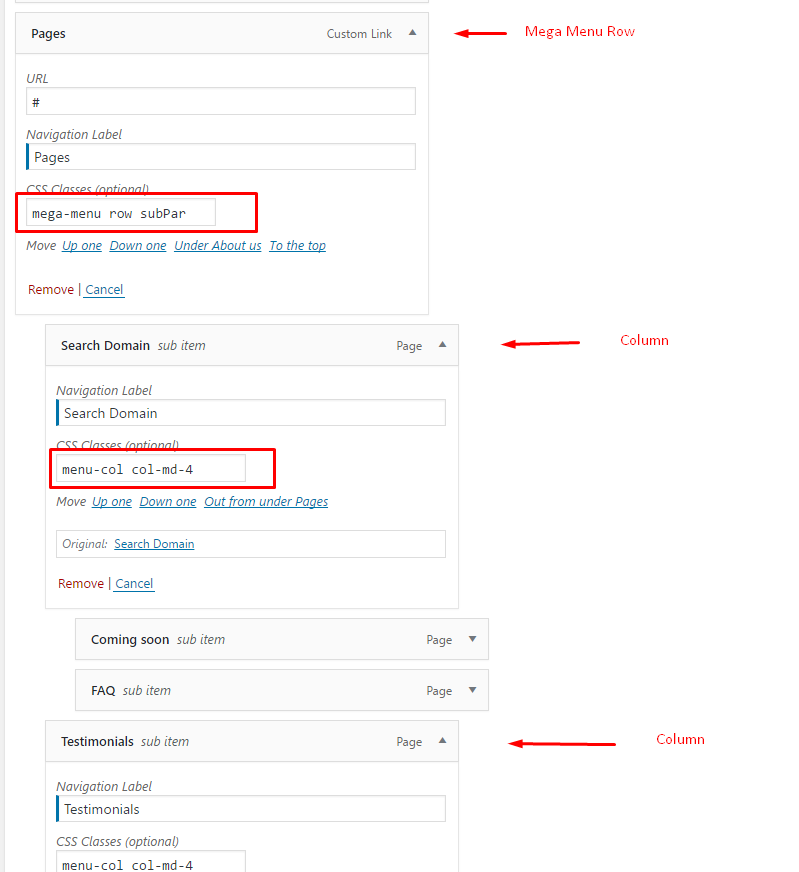 Pages Custom Link Mega Menu Row
URL
#
Navigation Label
Pages
CSS Classes (optional)
mega-menu row subPar
Move Up one Down one Under About us To the top
Remove | Cancel
Search Domain sub item Page Column
Navigation Label
Search Domain
CSS Classes (optional)
menu-col col-md-4
Move Up one Down one Out from under Pages
Original: Search Domain
Remove | Cancel
Coming soon sub item Page
FAQ sub item Page
Testimonials sub item Page Column
Navigation Label
Testimonials
CSS Classes (optional)
menu-col col-md-4